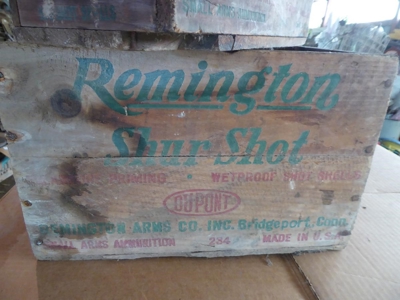 Remington
Shur Shot
PRIMING • WETPROOF SHOT SHELLS
DUPONT
REMINGTON ARMS CO. INC. Bridgeport, Conn.
SMALL ARMS AMMUNITION 234 MADE IN U.S.